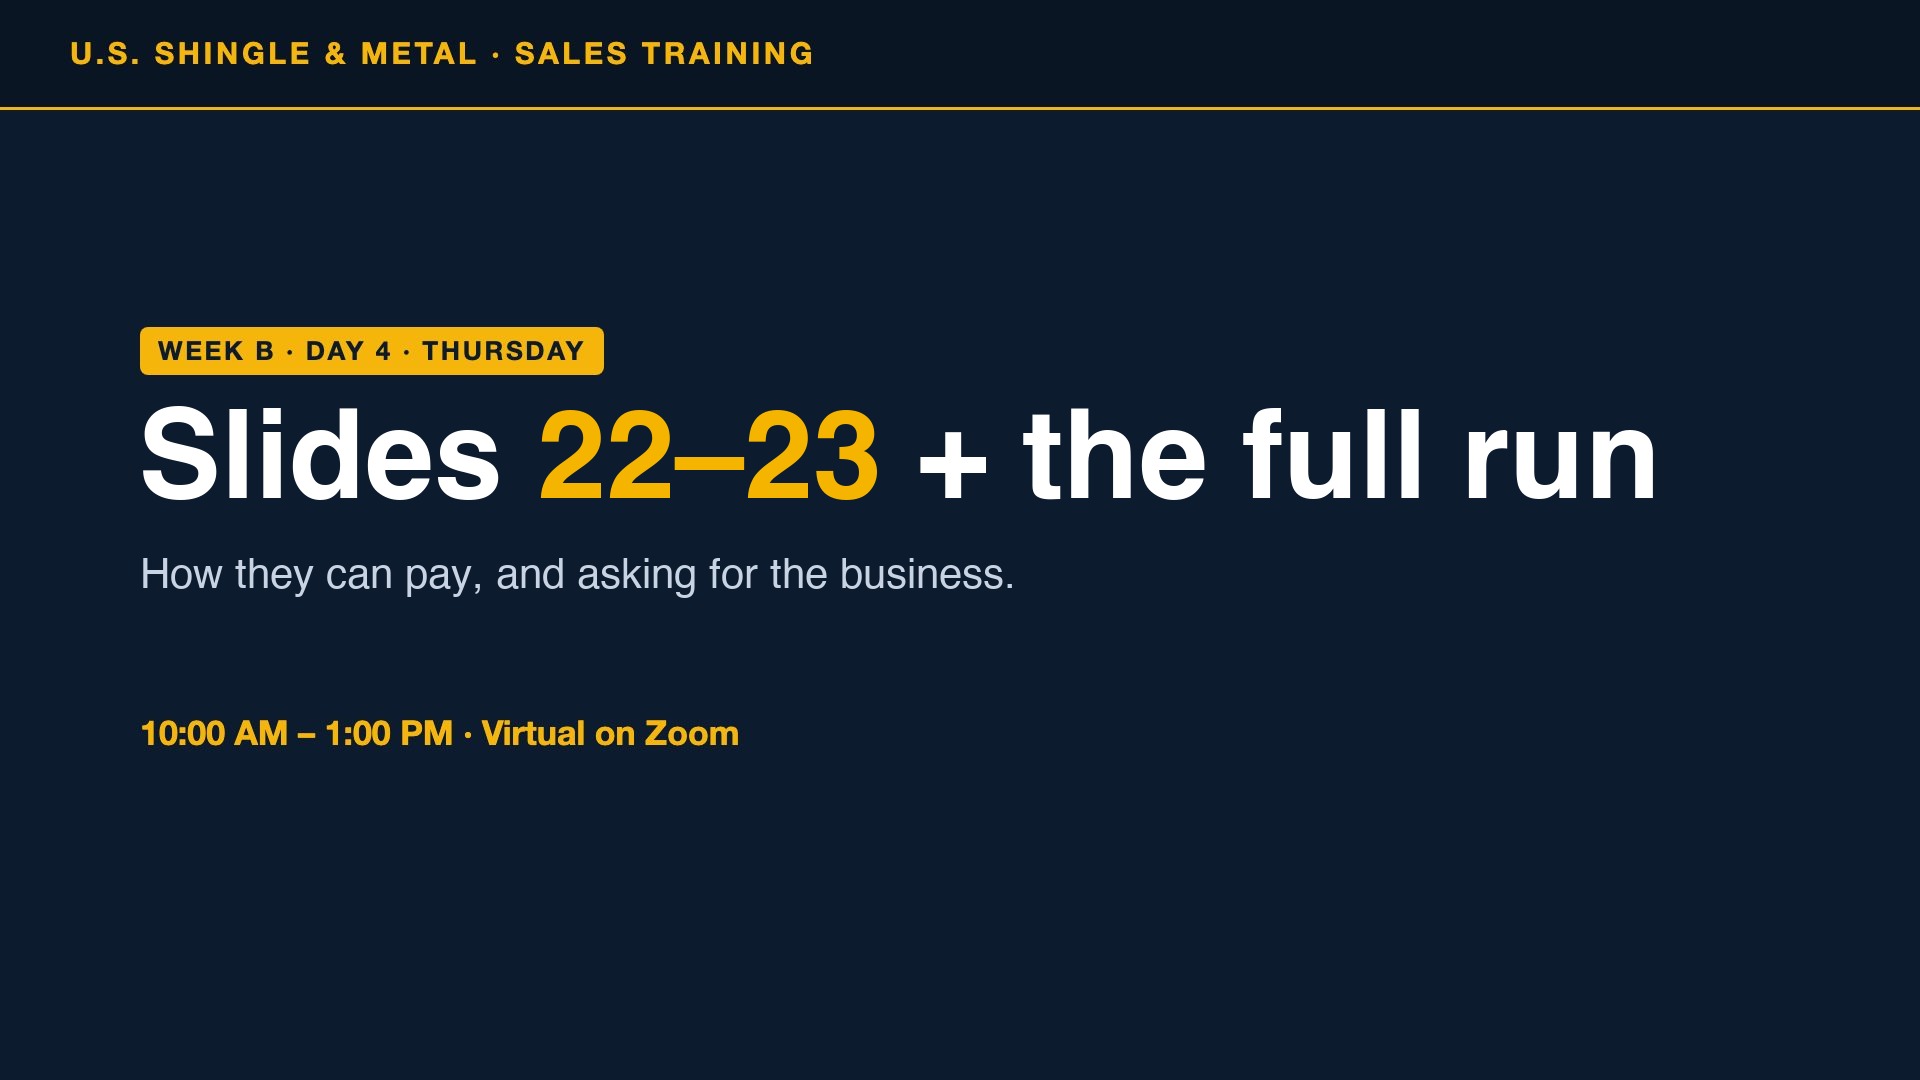 U.S. SHINGLE & METAL · SALES TRAINING
WEEK B · DAY 4 · THURSDAY
Slides 22–23 + the full run
How they can pay, and asking for the business.
10:00 AM – 1:00 PM · Virtual on Zoom